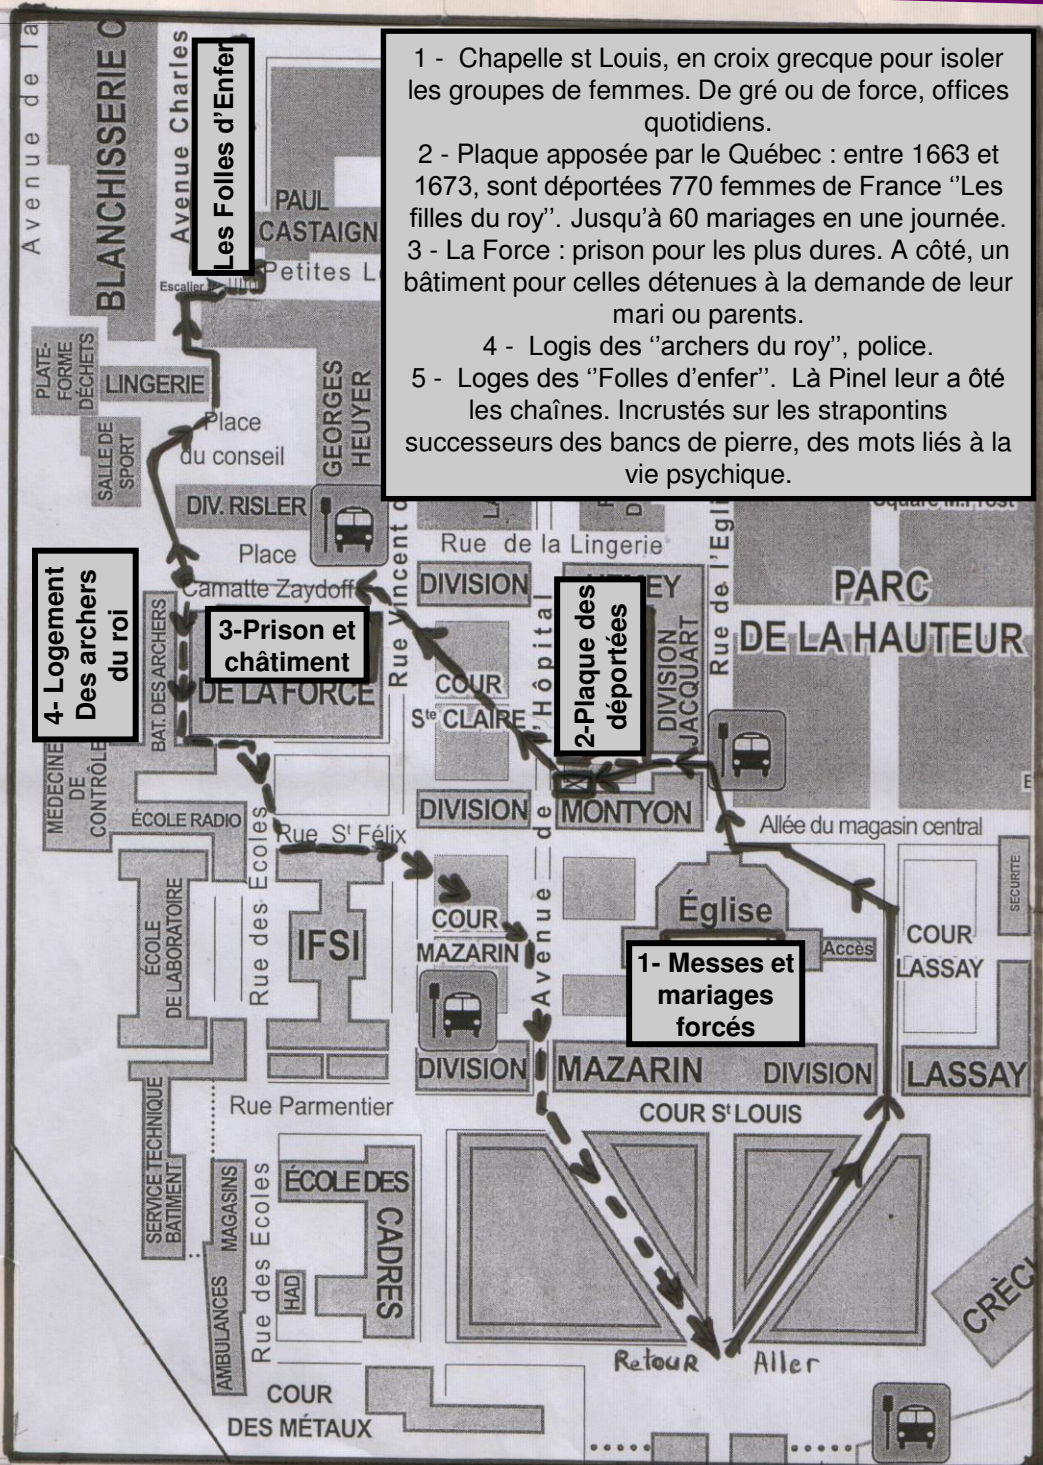 1 - Chapelle st Louis, en croix grecque pour isoler
les groupes de femmes. De gré ou de force, offices
quotidiens.
2 - Plaque apposée par le Québec : entre 1663 et
1673, sont déportées 770 femmes de France ‘’Les
filles du roy’’. Jusqu’à 60 mariages en une journée.
3 - La Force : prison pour les plus dures. A côté, un
bâtiment pour celles détenues à la demande de leur
mari ou parents.
4 - Logis des ‘’archers du roy’’, police.
5 - Loges des ‘’Folles d’enfer’’. Là Pinel leur a ôté
les chaînes. Incrustés sur les strapontins
successeurs des bancs de pierre, des mots liés à la
vie psychique.
Avenue de la
BLANCHISSERIE
Avenue Charles
Les Folles d’Enfer
PAUL
CASTAIGN
Petites L
Escalier
PLATE-
FORME
DÉCHETS
LINGERIE
GEORGES
HEUYER
SALLE DE
SPORT
Place
du conseil
DIV. RISLER
Rue de la Lingerie
Place
Camatte Zaydoff
DIVISION
Rue de l'Egli
PARC
DE LA HAUTEUR
4- Logement
Des archers
du roi
BAT. DES ARCHERS
3-Prison et
châtiment
DE LA FORCE
Rue Vincent d
COUR
Ste CLAIRE
2-Plaque des
déportées
DIVISION
JACQUART
MEDECINE
DE
CONTRÔLE
ÉCOLE RADIO
Rue St Félix
DIVISION
MONTYON
Allée du magasin central
Avenue de l'Hôpital
Rue des Ecoles
ÉCOLE
DE LABORATOIRE
IFSI
COUR
MAZARIN
Église
Accès
1- Messes et
mariages
forcés
COUR
LASSAY
SECURITE
DIVISION
MAZARIN
DIVISION
LASSAY
Rue Parmentier
COUR St LOUIS
SERVICE TECHNIQUE
BATIMENT
MAGASINS
AMBULANCES
Rue des Ecoles
ÉCOLE DES
CADRES
HAD
CRÈC
Retour
Aller
COUR
DES MÉTAUX